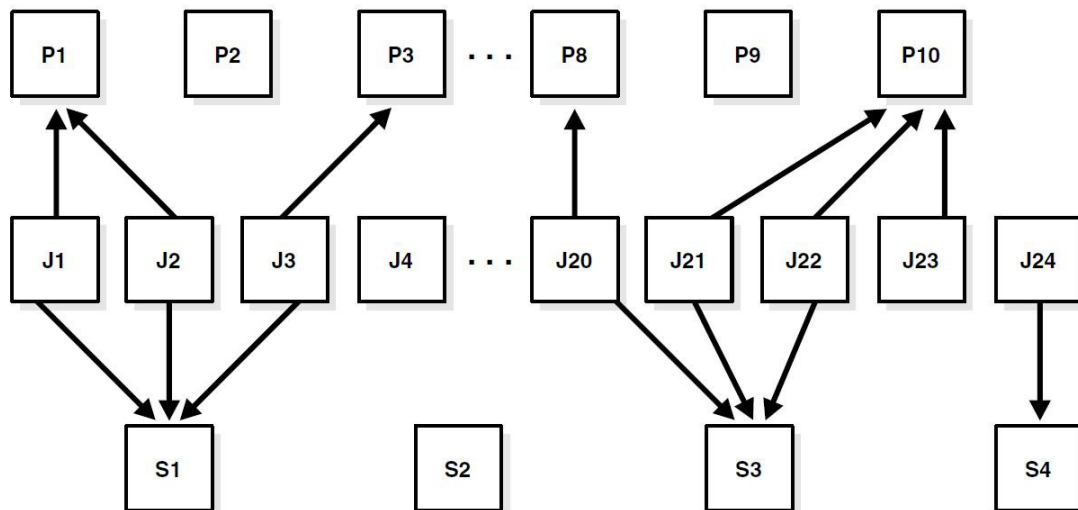 P1 P2 P3 . . . P8 P9 P10
J1 J2 J3 J4 . . . J20 J21 J22 J23 J24
S1 S2 S3 S4